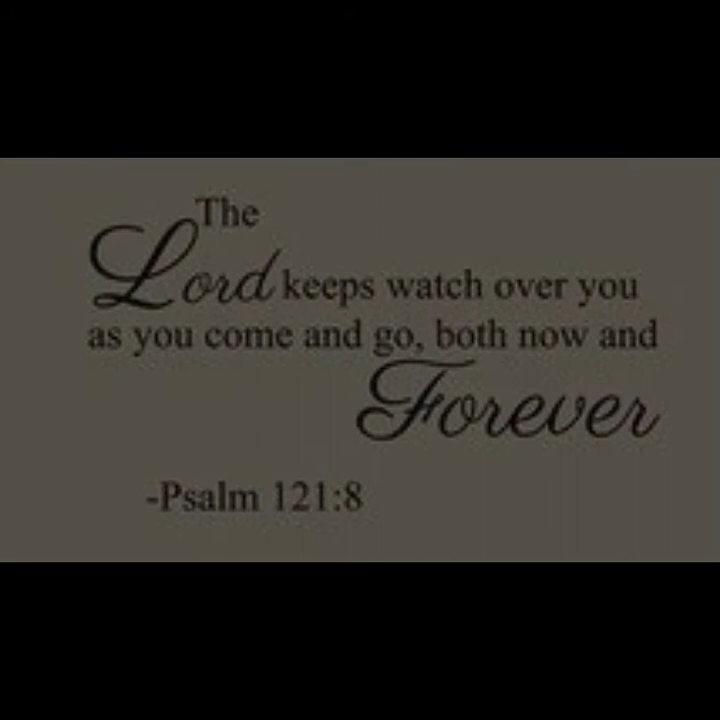 The
Lord keeps watch over you
as you come and go, both now and
Forever
-Psalm 121:8